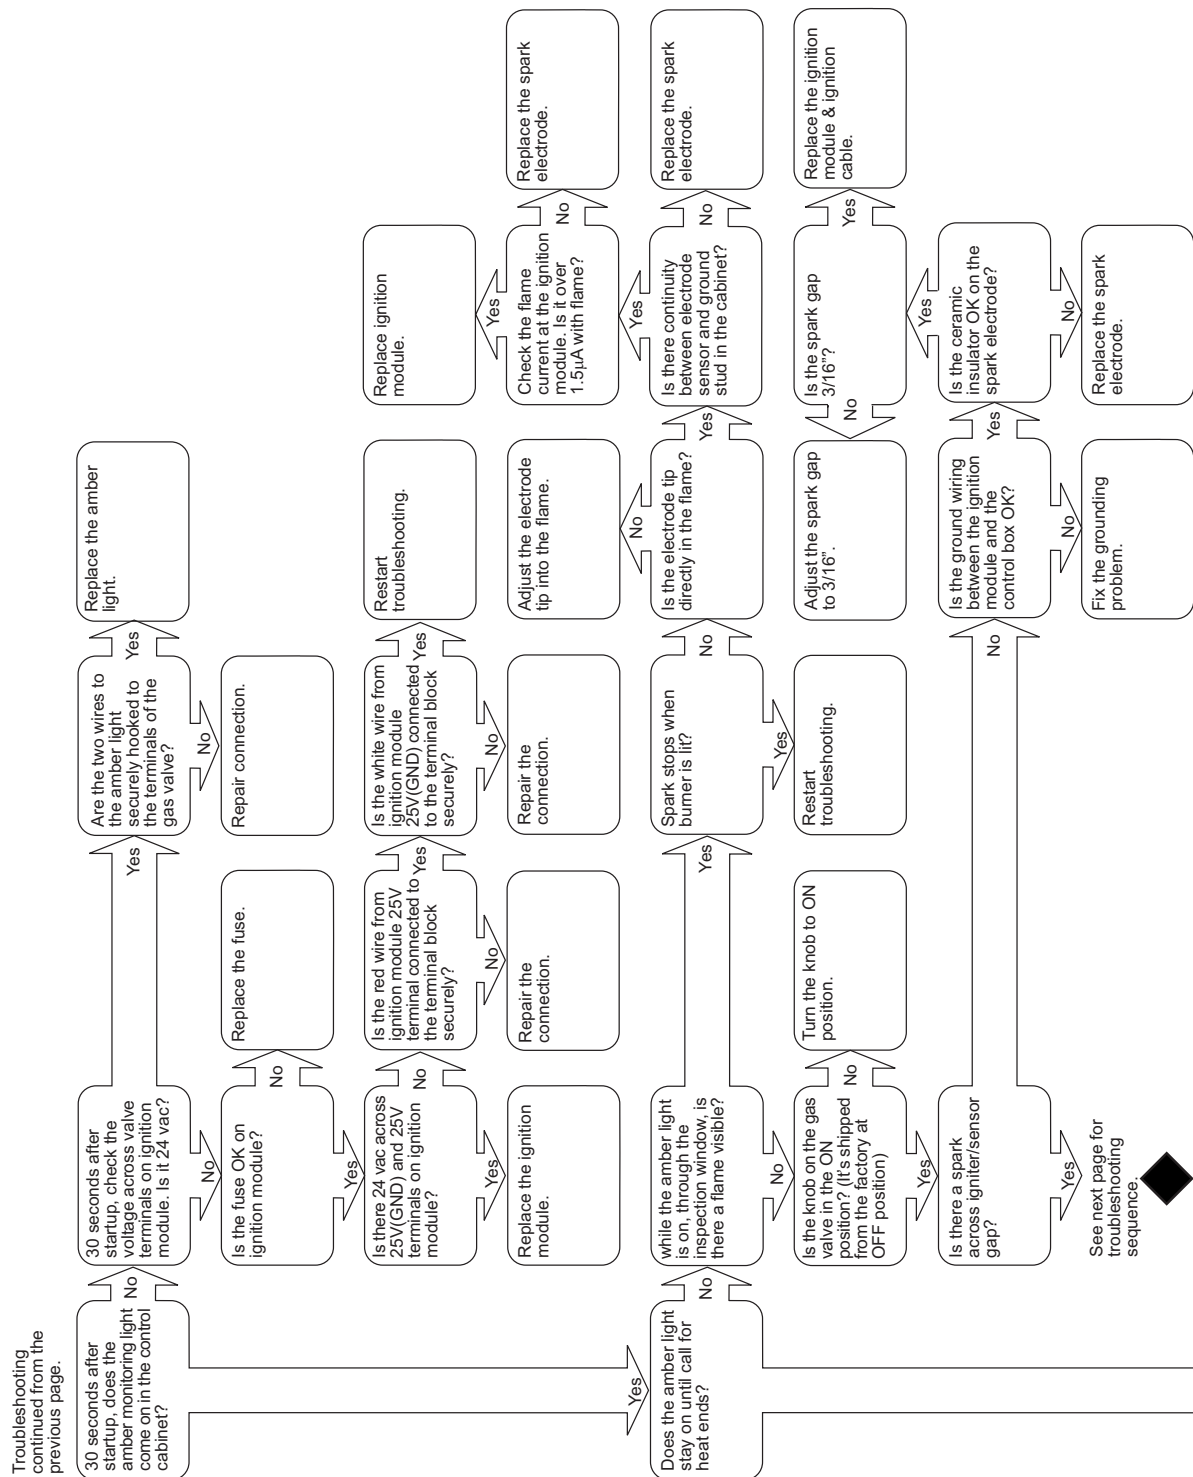 Troubleshooting
continued from the
previous page.
30 seconds after
startup, does the
amber monitoring light
come on in the control
cabinet?
No
30 seconds after
startup, check the
voltage across valve
terminals on ignition
module. Is it 24 vac?
Yes
Are the two wires to
the amber light
securely hooked to
the terminals of the
gas valve?
Yes
Replace the amber
light.
No
Repair connection.
No
Is the fuse OK on
ignition module?
No
Replace the fuse.
Yes
Is there 24 vac across
25V(GND) and 25V
terminals on ignition
module?
No
Is the red wire from
ignition module 25V
terminal connected to
the terminal block
securely?
Yes
Is the white wire from
ignition module
25V(GND) connected
to the terminal block
securely?
Yes
Restart
troubleshooting.
No
Repair the
connection.
No
Repair the
connection.
Yes
Replace the ignition
module.
Yes
Does the amber light
stay on until call for
heat ends?
No
while the amber light
is on, through the
inspection window, is
there a flame visible?
Yes
Spark stops when
burner is lit?
No
Is the electrode tip
directly in the flame?
Yes
Is there continuity
between electrode
sensor and ground
stud in the cabinet?
No
Replace the spark
electrode.
Yes
Check the flame
current at the ignition
module. Is it over
1.5µA with flame?
No
Replace the spark
electrode.
Yes
Replace ignition
module.
No
Adjust the electrode
tip into the flame.
Yes
Restart
troubleshooting.
No
Is the knob on the gas
valve in the ON
position? (It's shipped
from the factory at
OFF position)
No
Turn the knob to ON
position.
Yes
Is there a spark
across igniter/sensor
gap?
No
Is the ground wiring
between the ignition
module and the
control box OK?
Yes
Is the ceramic
insulator OK on the
spark electrode?
Yes
Is the spark gap
3/16”?
Yes
Replace the ignition
module & ignition
cable.
No
Adjust the spark gap
to 3/16”.
No
Replace the spark
electrode.
No
Fix the grounding
problem.
Yes
See next page for
troubleshooting
sequence.